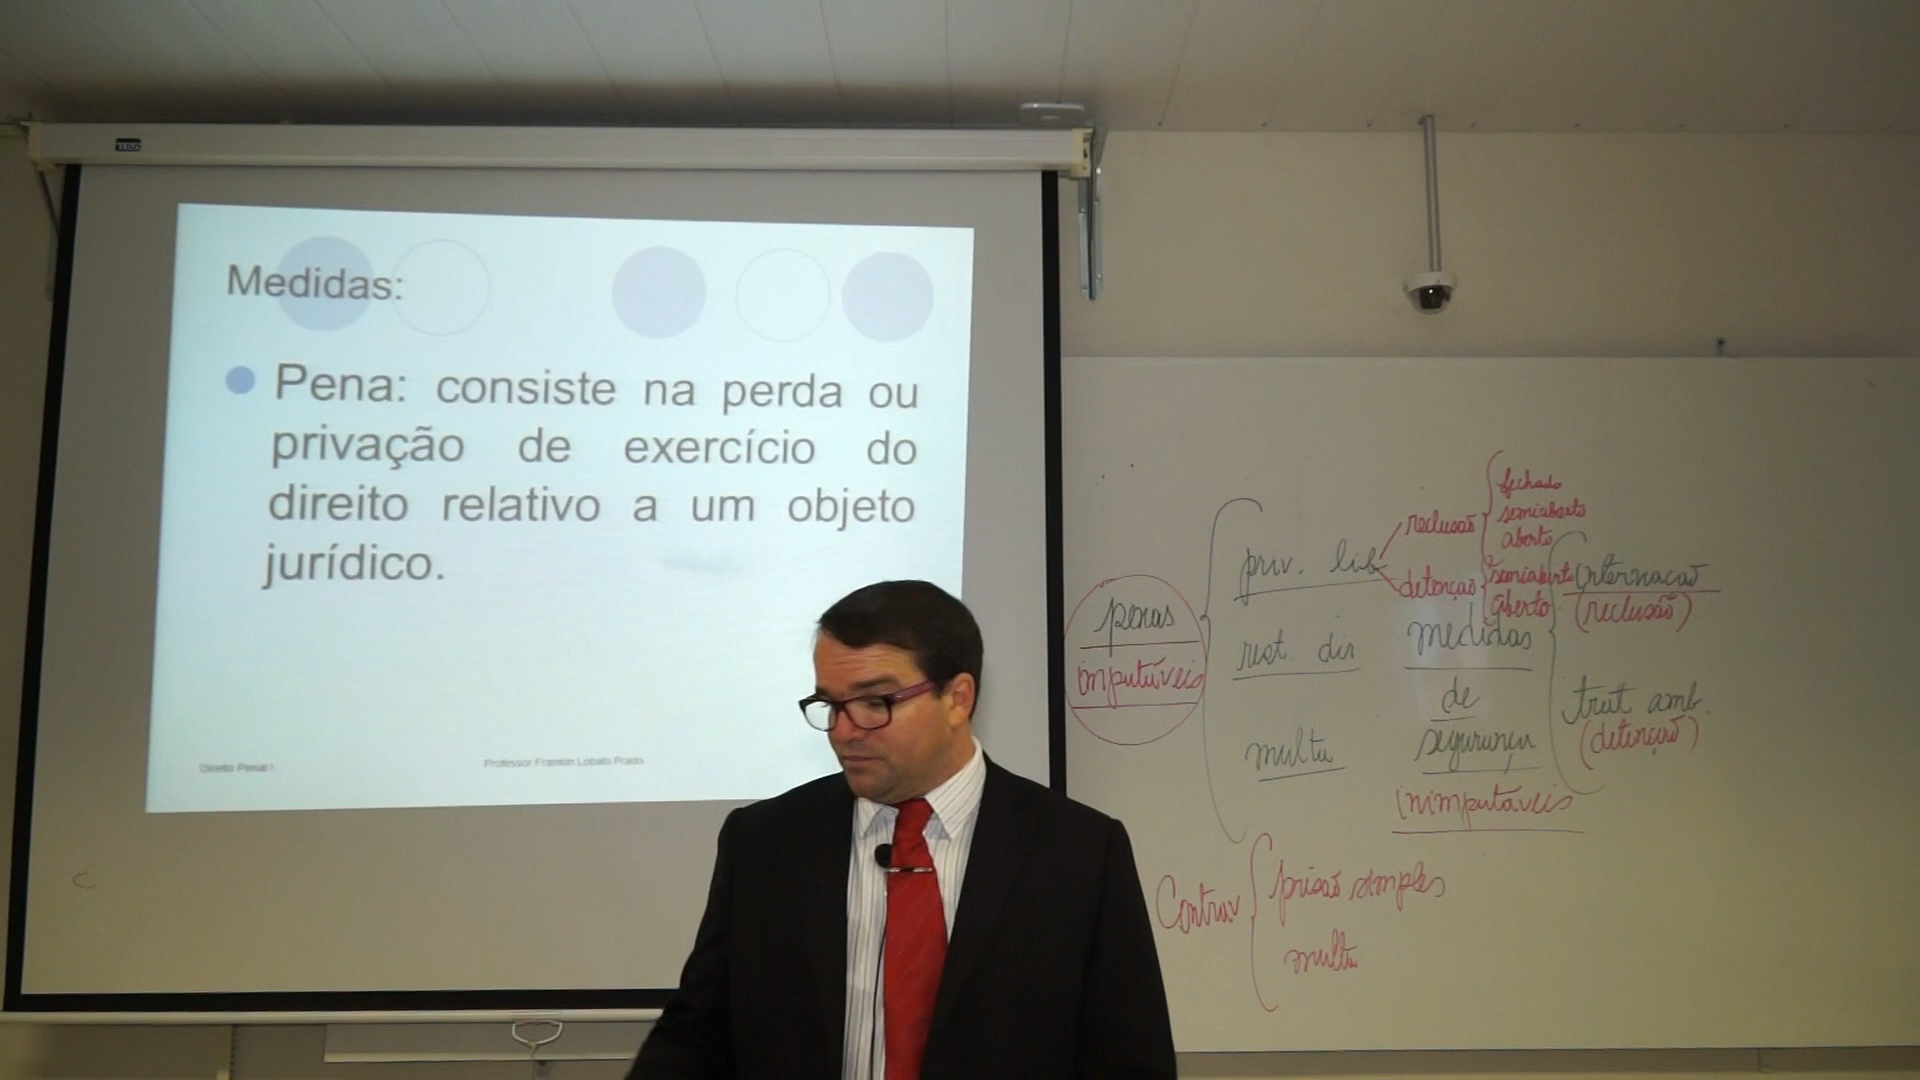 Medidas:
Pena: consiste na perda ou
privação de exercício do
direito relativo a um objeto
jurídico.
Direito Penal I
Professor Franklin Lobato Prado
penas
imputáveis
priv. lib
reclusão
fechado
semiaberto
aberto
detenção
semiaberto
aberto
rest. dir
multa
medidas
de
segurança
inimputáveis
internação
(reclusão)
trat amb.
(detenção)
Contrav
prisão simples
multa